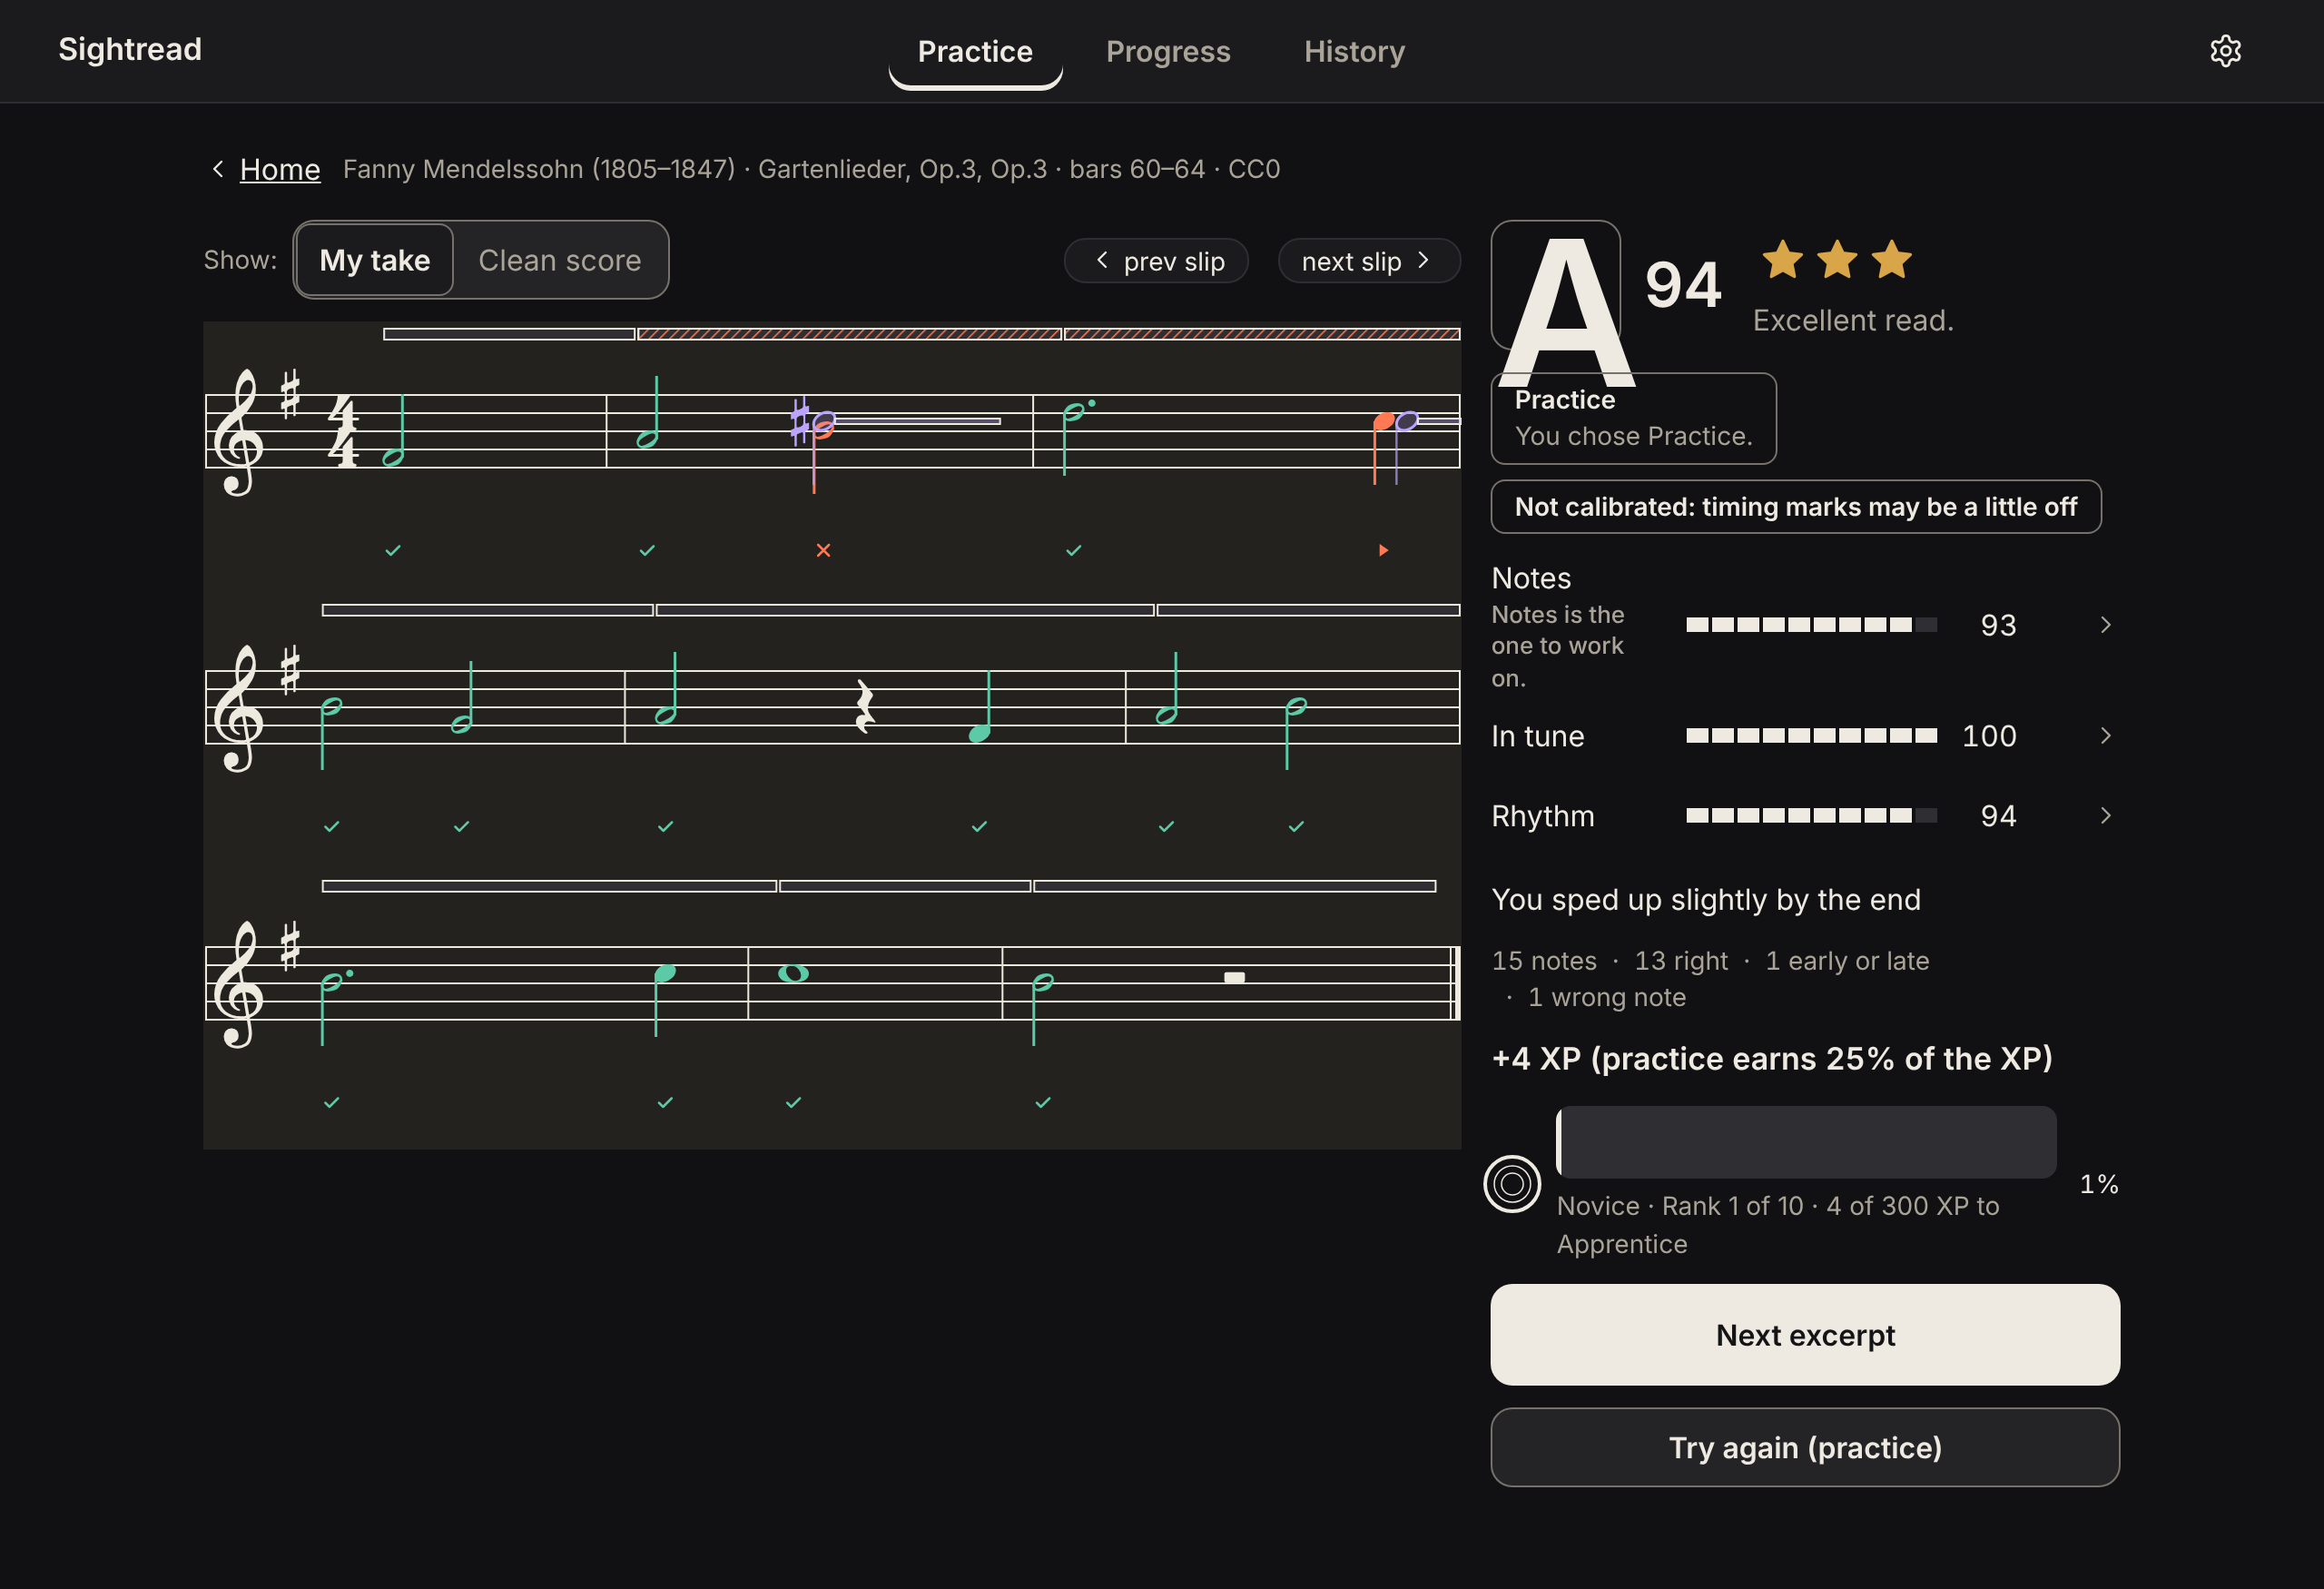 Sightread
Practice
Progress
History
Home
Fanny Mendelssohn (1805–1847) · Gartenlieder, Op.3, Op.3 · bars 60–64 · CC0
Show:
My take
Clean score
prev slip
next slip
A
94
Excellent read.
Practice
You chose Practice.
Not calibrated: timing marks may be a little off
4
4
Notes
Notes is the
one to work
on.
93
In tune
100
Rhythm
94
You sped up slightly by the end
15 notes · 13 right · 1 early or late
· 1 wrong note
+4 XP (practice earns 25% of the XP)
1%
Novice · Rank 1 of 10 · 4 of 300 XP to
Apprentice
Next excerpt
Try again (practice)